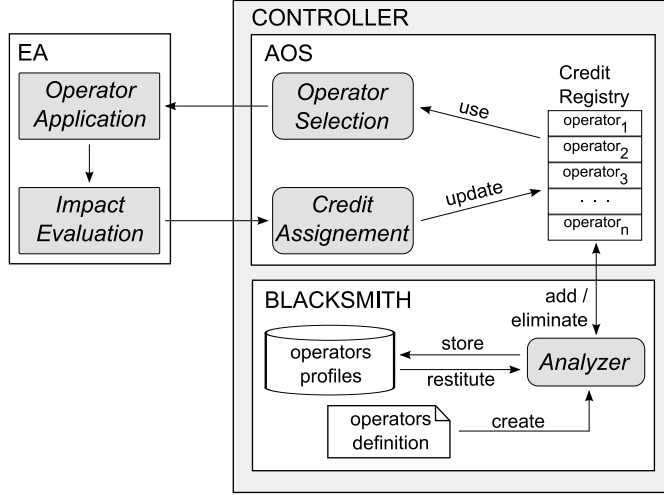 CONTROLLER
EA
Operator
Application
Impact
Evaluation
AOS
Operator
Selection
Credit
Assignement
use
update
Credit
Registry
operator1
operator2
operator3
. . .
operatorn
add /
eliminate
BLACKSMITH
operators
profiles
store
restitute
Analyzer
operators
definition
create